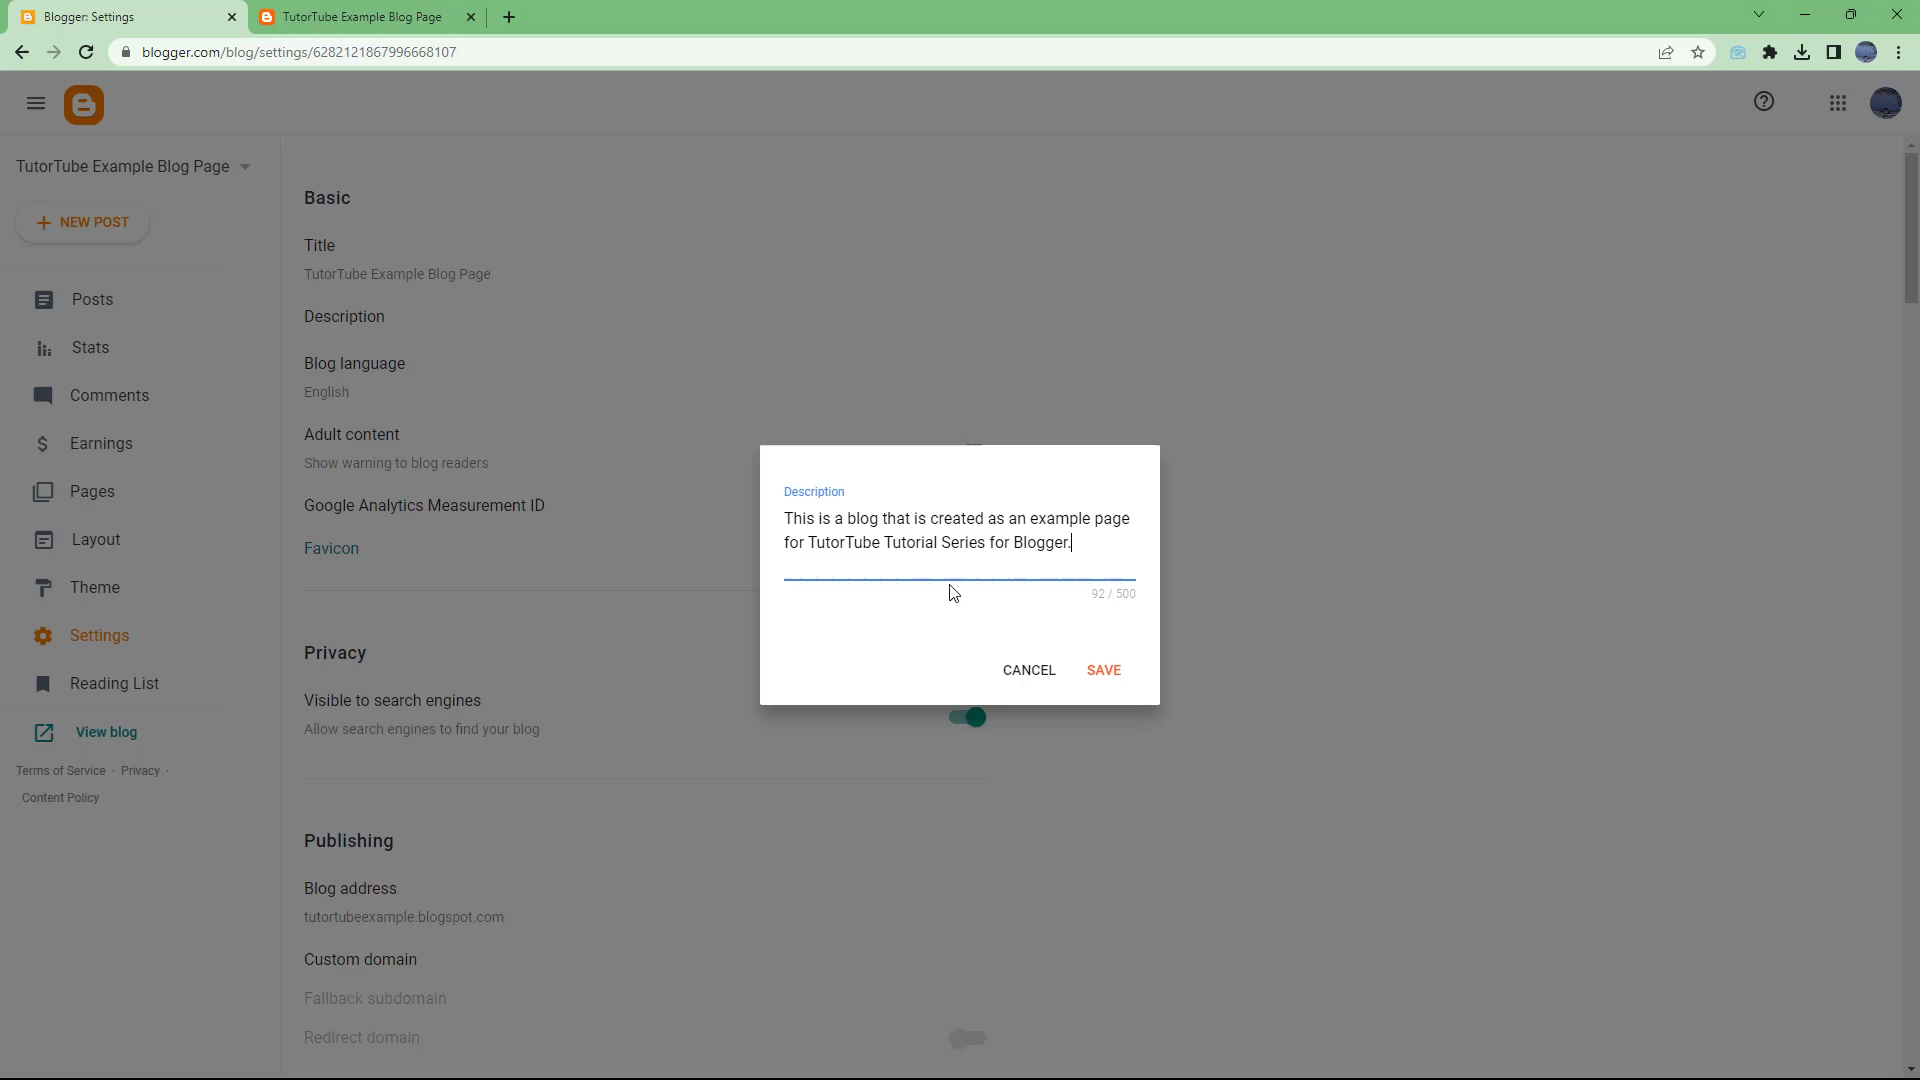 Blogger: Settings
TutorTube Example Blog Page
blogger.com/blog/settings/6282121867996668107
TutorTube Example Blog Page
NEW POST
Posts
Stats
Comments
Earnings
Pages
Layout
Theme
Settings
Reading List
View blog
Terms of Service · Privacy ·
Content Policy
Basic
Title
TutorTube Example Blog Page
Description
Blog language
English
Adult content
Show warning to blog readers
Google Analytics Measurement ID
Favicon
Privacy
Visible to search engines
Allow search engines to find your blog
Publishing
Blog address
tutortubeexample.blogspot.com
Custom domain
Fallback subdomain
Redirect domain
Description
This is a blog that is created as an example page
for TutorTube Tutorial Series for Blogger.
92 / 500
CANCEL SAVE